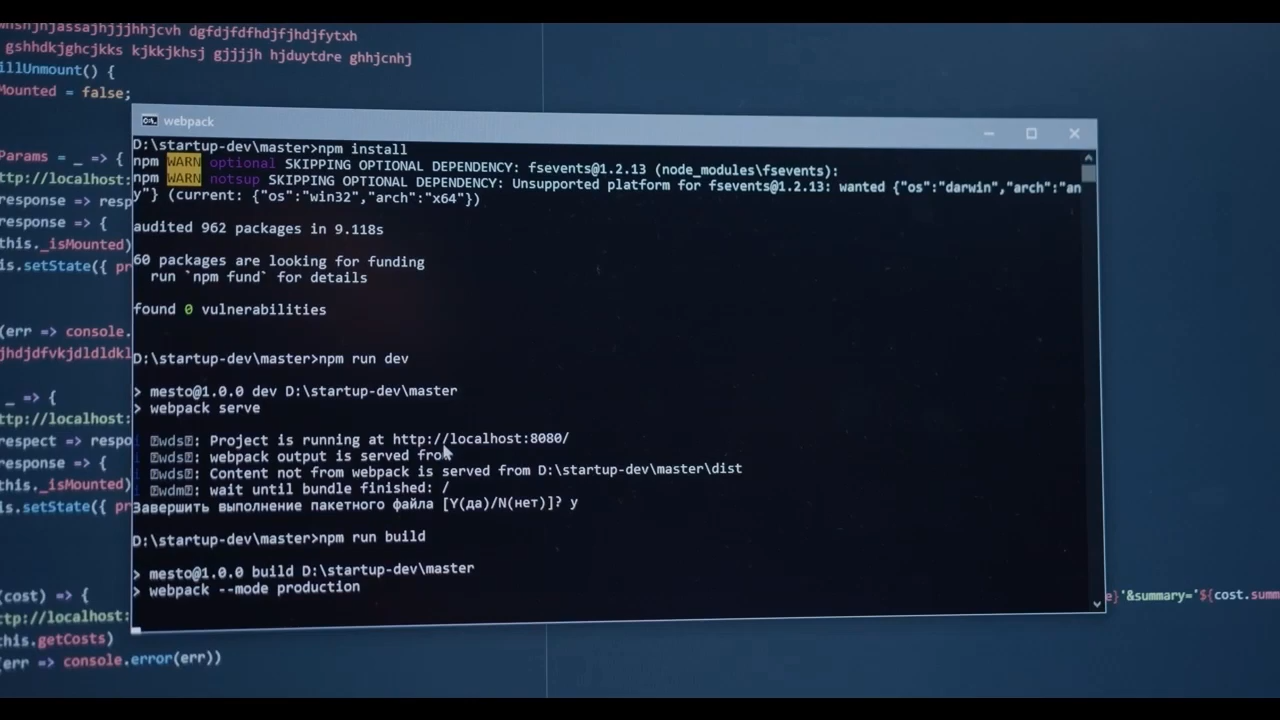 whshjhjassajhjjjhhjcvh dgfdjfdfhdjfjhdjfytxh
gshhdkjghcjkks kjkkjkhsj gjjjjh hjduytdre ghhjcnhj
illUnmount() {
Mounted = false;
Params = _ => {
ttp://localhost:
response => resp
response => {
this._isMounted)
is.setState({ pr
(err => console.
jhdjdfvkjdldldkl
_ => {
ttp://localhost:
respect => respo
response => {
this._isMounted)
is.setState({ pr
(cost) => {
ttp://localhost:
this.getCosts)
(err => console.error(err))
webpack
D:\startup-dev\master>npm install
npm WARN optional SKIPPING OPTIONAL DEPENDENCY: fsevents@1.2.13 (node_modules\fsevents):
npm WARN notsup SKIPPING OPTIONAL DEPENDENCY: Unsupported platform for fsevents@1.2.13: wanted {"os":"darwin","arch":"an
y"} (current: {"os":"win32","arch":"x64"})
audited 962 packages in 9.118s
60 packages are looking for funding
run `npm fund` for details
found 0 vulnerabilities
D:\startup-dev\master>npm run dev
> mesto@1.0.0 dev D:\startup-dev\master
> webpack serve
i 「wds」: Project is running at http://localhost:8080/
i 「wds」: webpack output is served from
i 「wds」: Content not from webpack is served from D:\startup-dev\master\dist
i 「wdm」: wait until bundle finished: /
Завершить выполнение пакетного файла [Y(да)/N(нет)]? y
D:\startup-dev\master>npm run build
> mesto@1.0.0 build D:\startup-dev\master
> webpack --mode production
e}'&summary='${cost.summ